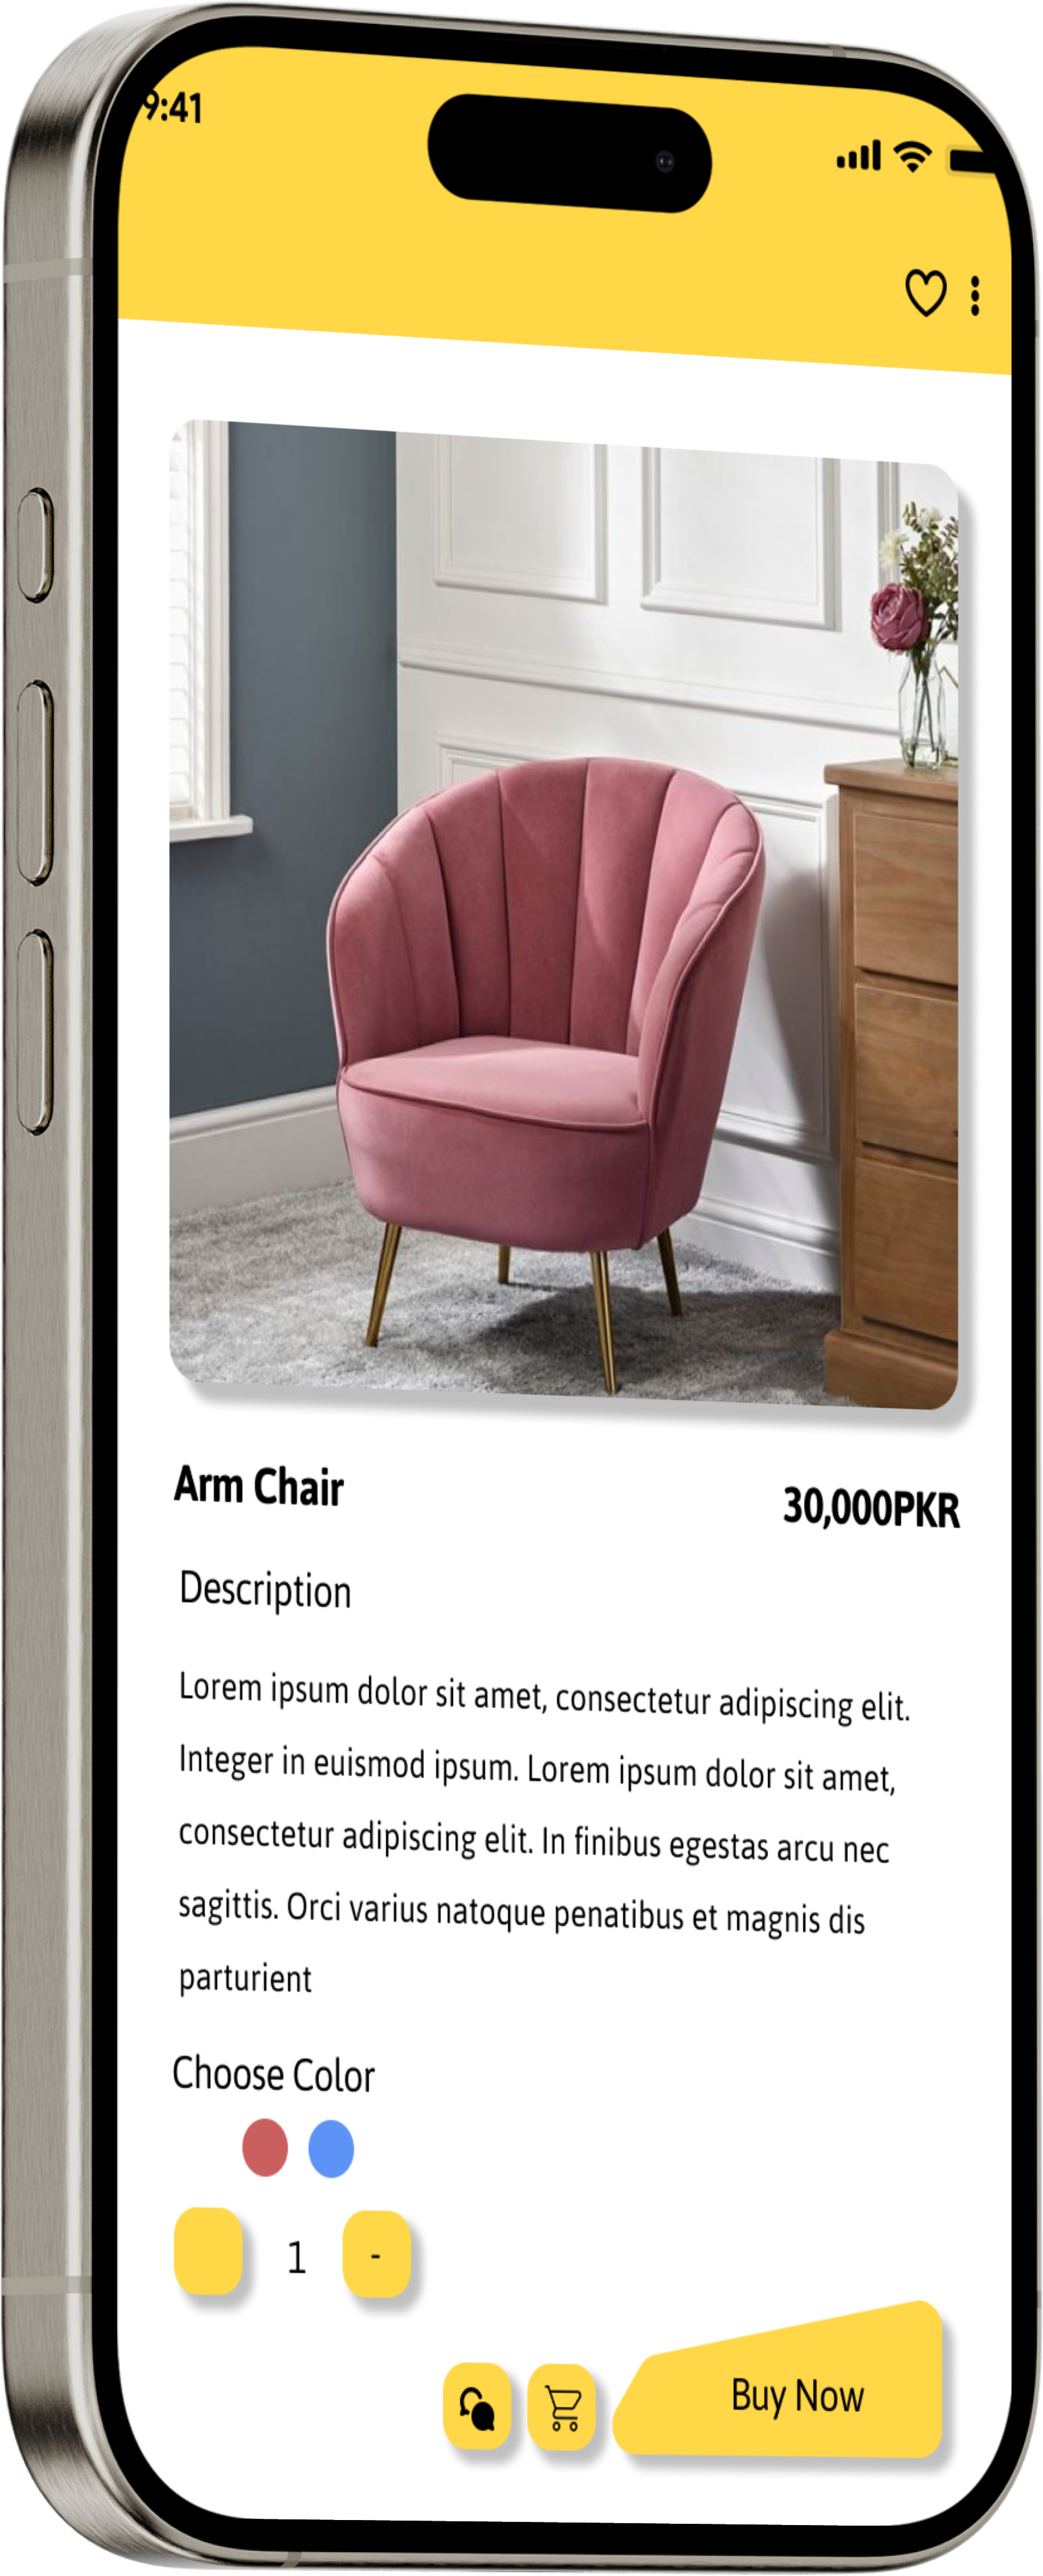 9:41
Arm Chair
30,000PKR
Description
Lorem ipsum dolor sit amet, consectetur adipiscing elit.
Integer in euismod ipsum. Lorem ipsum dolor sit amet,
consectetur adipiscing elit. In finibus egestas arcu nec
sagittis. Orci varius natoque penatibus et magnis dis
parturient
Choose Color
1 -
Buy Now